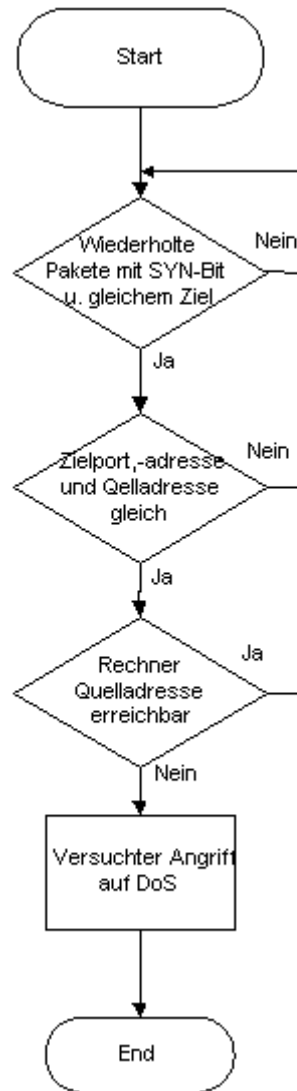 Start
Wiederholte
Pakete mit SYN-Bit
u. gleichem Ziel
Nein
Ja
Zielport,-adresse
und Qelladresse
gleich
Nein
Ja
Rechner
Quelladresse
erreichbar
Ja
Nein
Versuchter Angriff
auf DoS
End